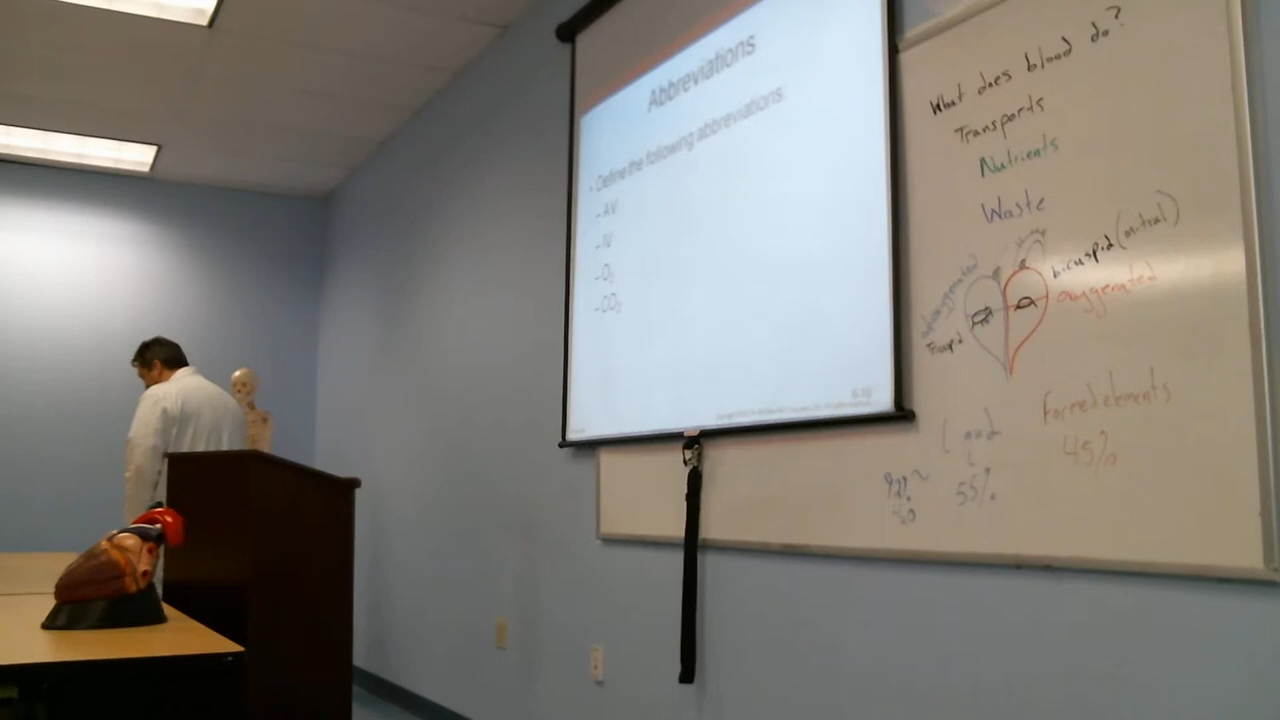 Abbreviations
• Define the following abbreviations:
– AV
– IV
– O2
– CO2
What does blood do?
Transports
Nutrients
Waste
bicuspid (mitral)
oxygenated
Formed elements
45%
55%